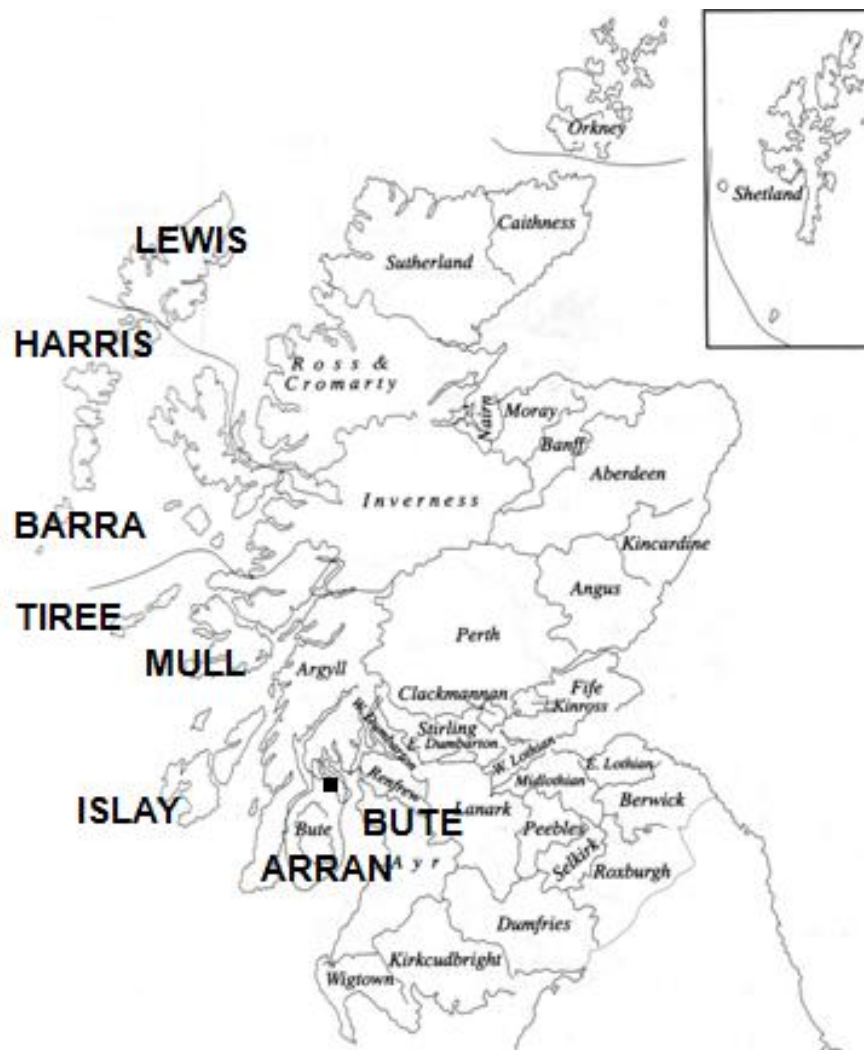 Orkney
Shetland
Caithness
LEWIS
Sutherland
HARRIS
Ross &
Cromarty
Nairn
Moray
Banff
Aberdeen
Inverness
BARRA
Kincardine
Angus
TIREE
Perth
MULL
Argyll
Clackmannan
Fife
Kinross
Stirling
W. Dumbarton
E. Dumbarton
W. Lothian
E. Lothian
Midlothian
Renfrew
ISLAY
Lanark
Berwick
BUTE
Bute
Peebles
ARRAN
Ayr
Selkirk
Roxburgh
Dumfries
Kirkcudbright
Wigtown